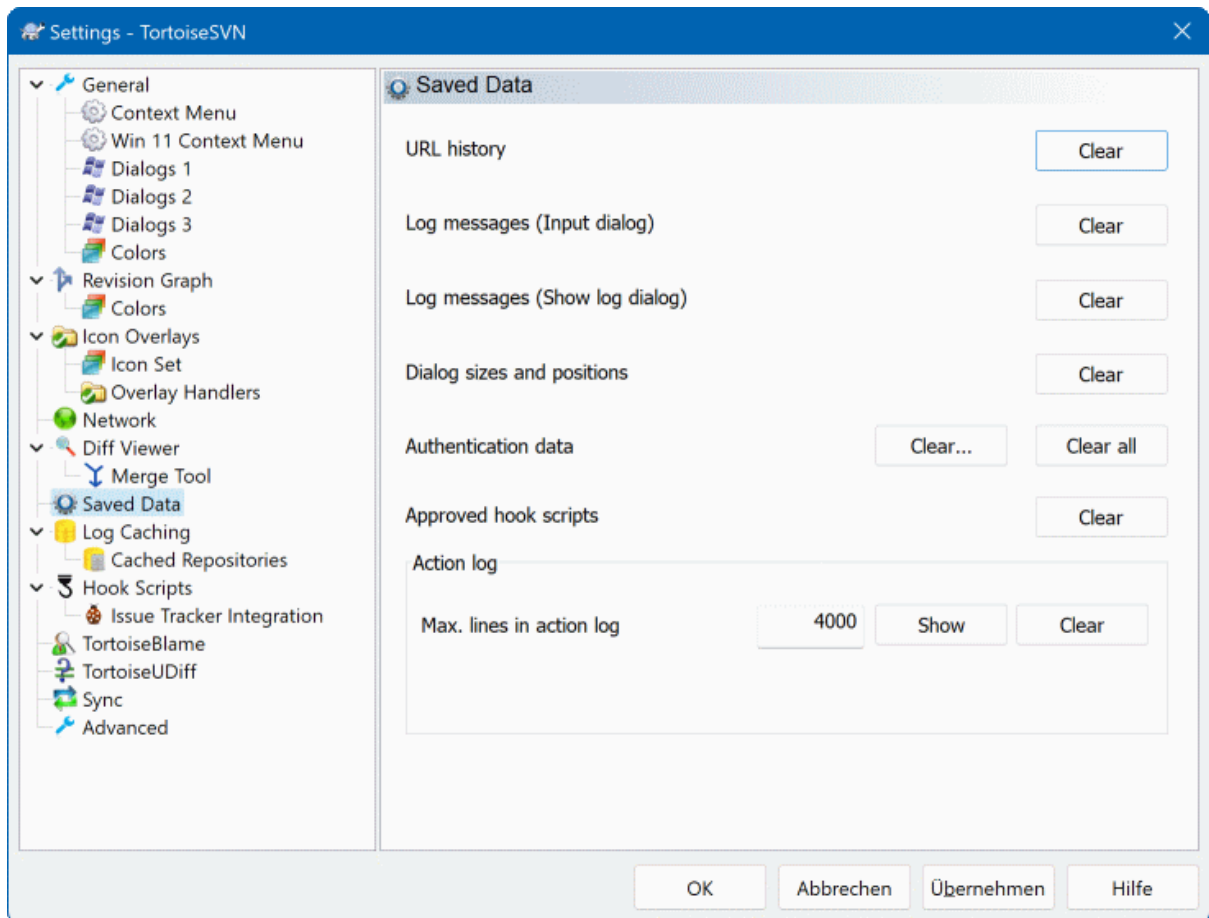 Settings - TortoiseSVN
General
Context Menu
Win 11 Context Menu
Dialogs 1
Dialogs 2
Dialogs 3
Colors
Revision Graph
Colors
Icon Overlays
Icon Set
Overlay Handlers
Network
Diff Viewer
Merge Tool
Saved Data
Log Caching
Cached Repositories
Hook Scripts
Issue Tracker Integration
TortoiseBlame
TortoiseUDiff
Sync
Advanced
Saved Data
URL history Clear
Log messages (Input dialog) Clear
Log messages (Show log dialog) Clear
Dialog sizes and positions Clear
Authentication data Clear... Clear all
Approved hook scripts Clear
Action log
Max. lines in action log 4000 Show Clear
OK Abbrechen Übernehmen Hilfe